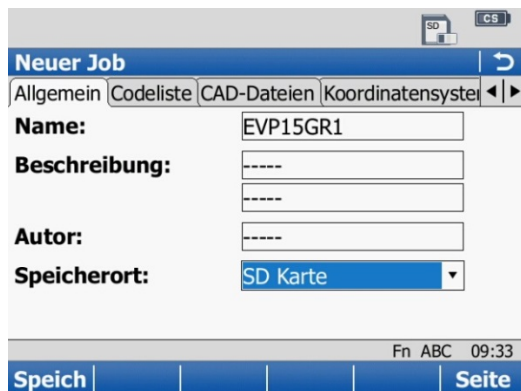 SD CS
Neuer Job
Allgemein Codeliste CAD-Dateien Koordinatensyster
Name: EVP15GR1
Beschreibung: -----
-----
Autor: -----
Speicherort: SD Karte
Fn ABC 09:33
Speich Seite